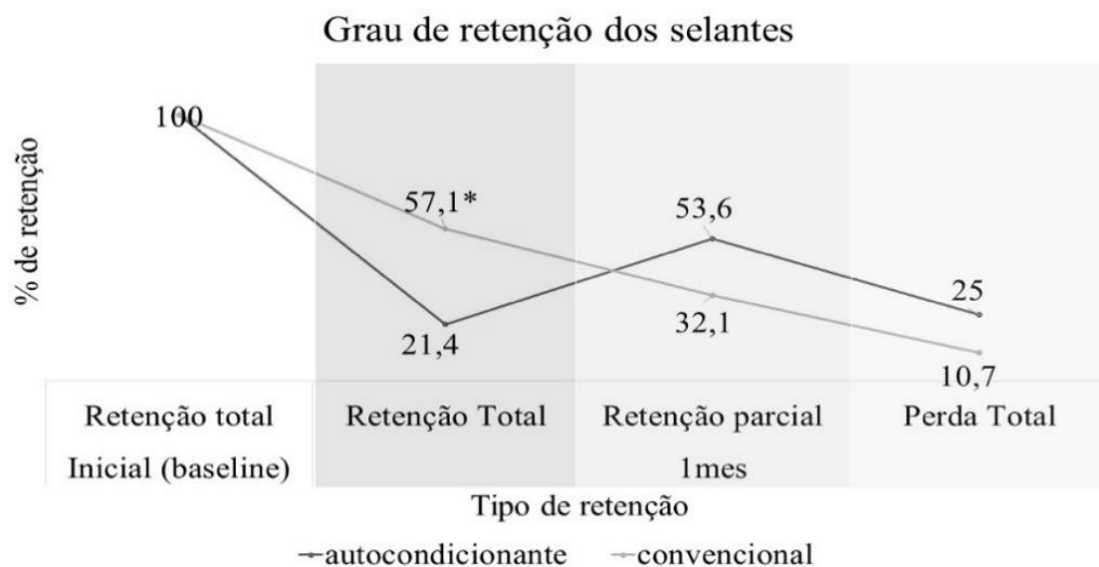 Grau de retenção dos selantes
% de retenção
100
57,1*
21,4
53,6
32,1
25
10,7
Retenção total
Retenção Total
Retenção parcial
Perda Total
Inicial (baseline)
1mes
Tipo de retenção
autocondicionante
convencional